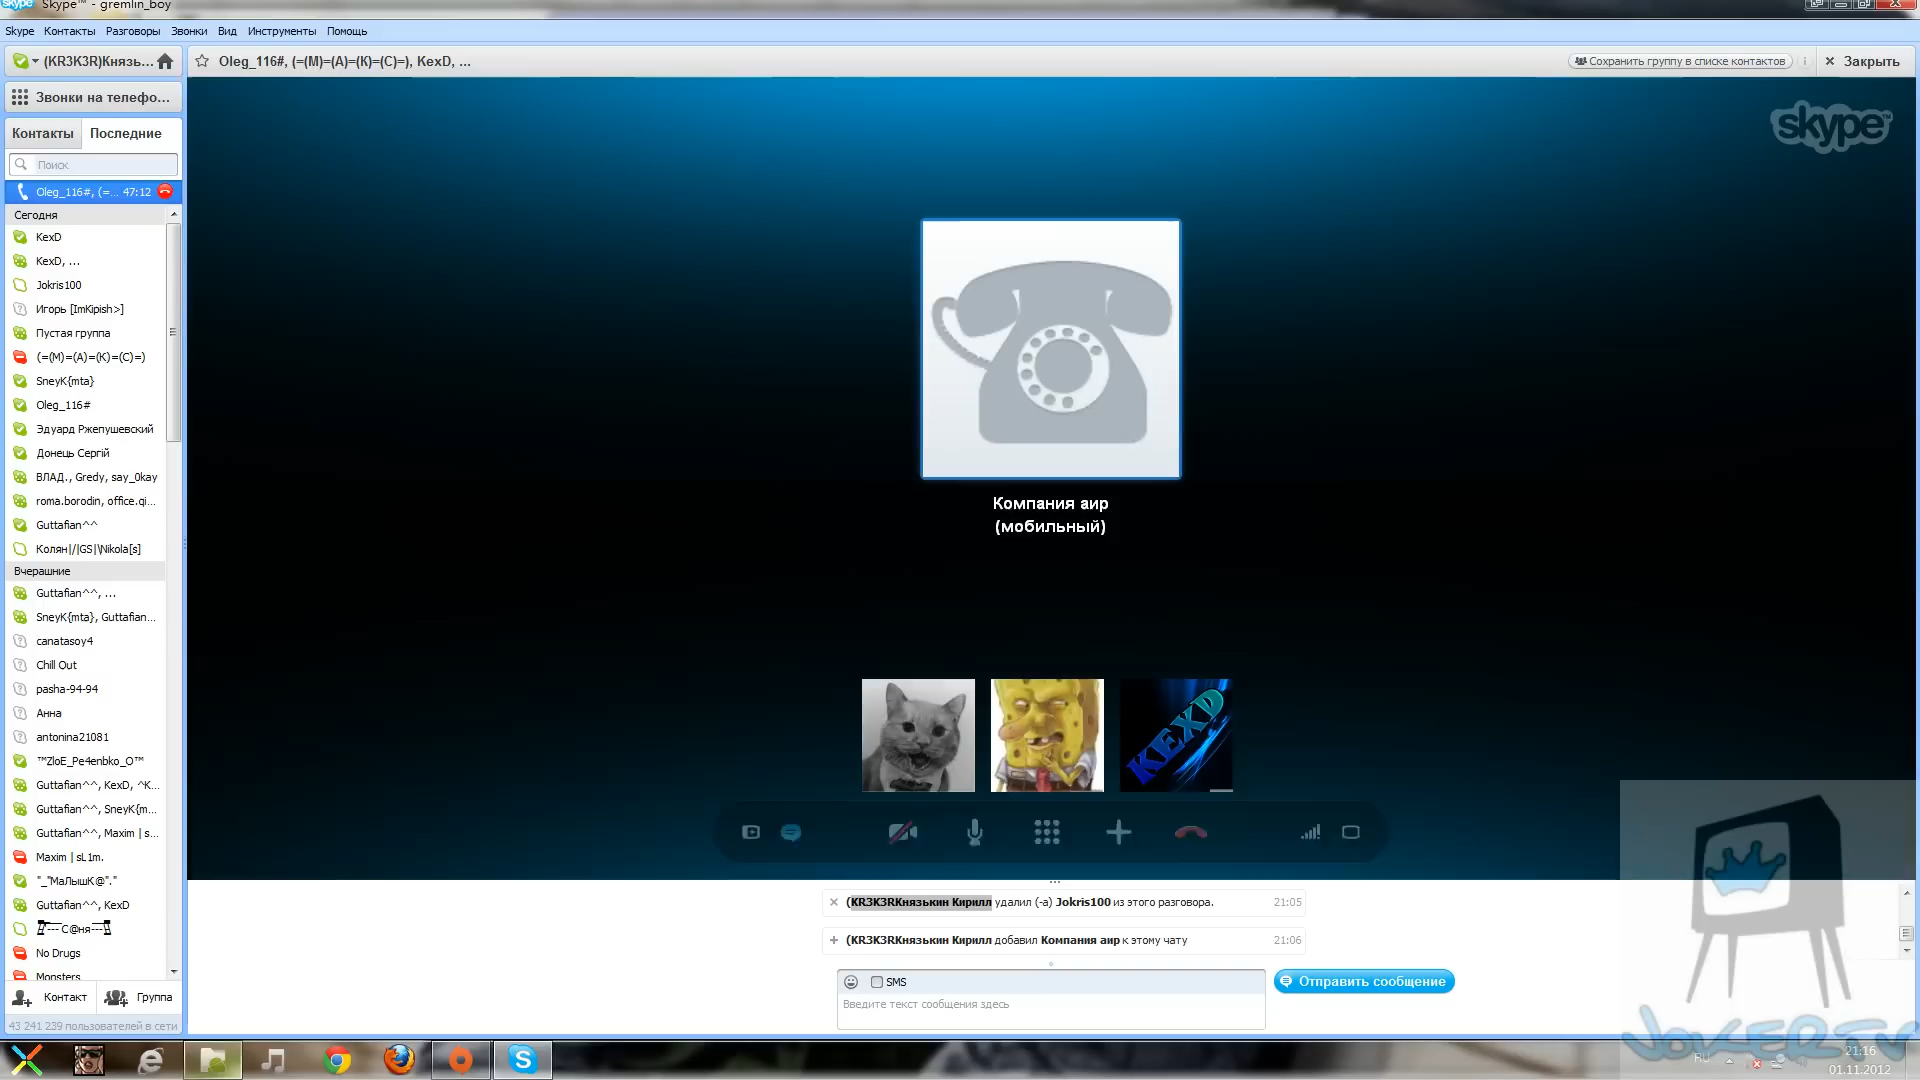 Skype™ - gremlin_boy
Skype Контакты Разговоры Звонки Вид Инструменты Помощь
(KR3K3R)Князь...
Oleg_116#, (=(M)=(A)=(K)=(C)=), KexD, ...
Сохранить группу в списке контактов
Закрыть
Звонки на телефо...
Контакты Последние
Поиск
Oleg_116#, (=... 47:12
Сегодня
KexD
KexD, ...
Jokris100
Игорь [ImKipish>]
Пустая группа
(=(M)=(A)=(K)=(C)=)
SneyK{mta}
Oleg_116#
Эдуард Ржепушевский
Донець Сергій
ВЛАД., Gredy, say_0kay
roma.borodin, office.qi...
Guttafian^^
Колян|/|GS|\Nikola[s]
Вчерашние
Guttafian^^, ...
SneyK{mta}, Guttafian...
canatasoy4
Chill Out
pasha-94-94
Анна
antonina21081
™ZloE_Pe4enbko_O™
Guttafian^^, KexD, ^K...
Guttafian^^, SneyK{m...
Guttafian^^, Maxim | s...
Maxim | sL1m.
"_"МаЛышК@"."
Guttafian^^, KexD
С@ня
No Drugs
Monsters
Контакт Группа
43 241 239 пользователей в сети
skype™
Компания аир
(мобильный)
KEXD
(KR3K3RКнязькин Кирилл удалил (-а) Jokris100 из этого разговора. 21:05
(KR3K3RКнязькин Кирилл добавил Компания аир к этому чату 21:06
SMS
Введите текст сообщения здесь
Отправить сообщение
JOKERTV
RU
21:16
01.11.2012